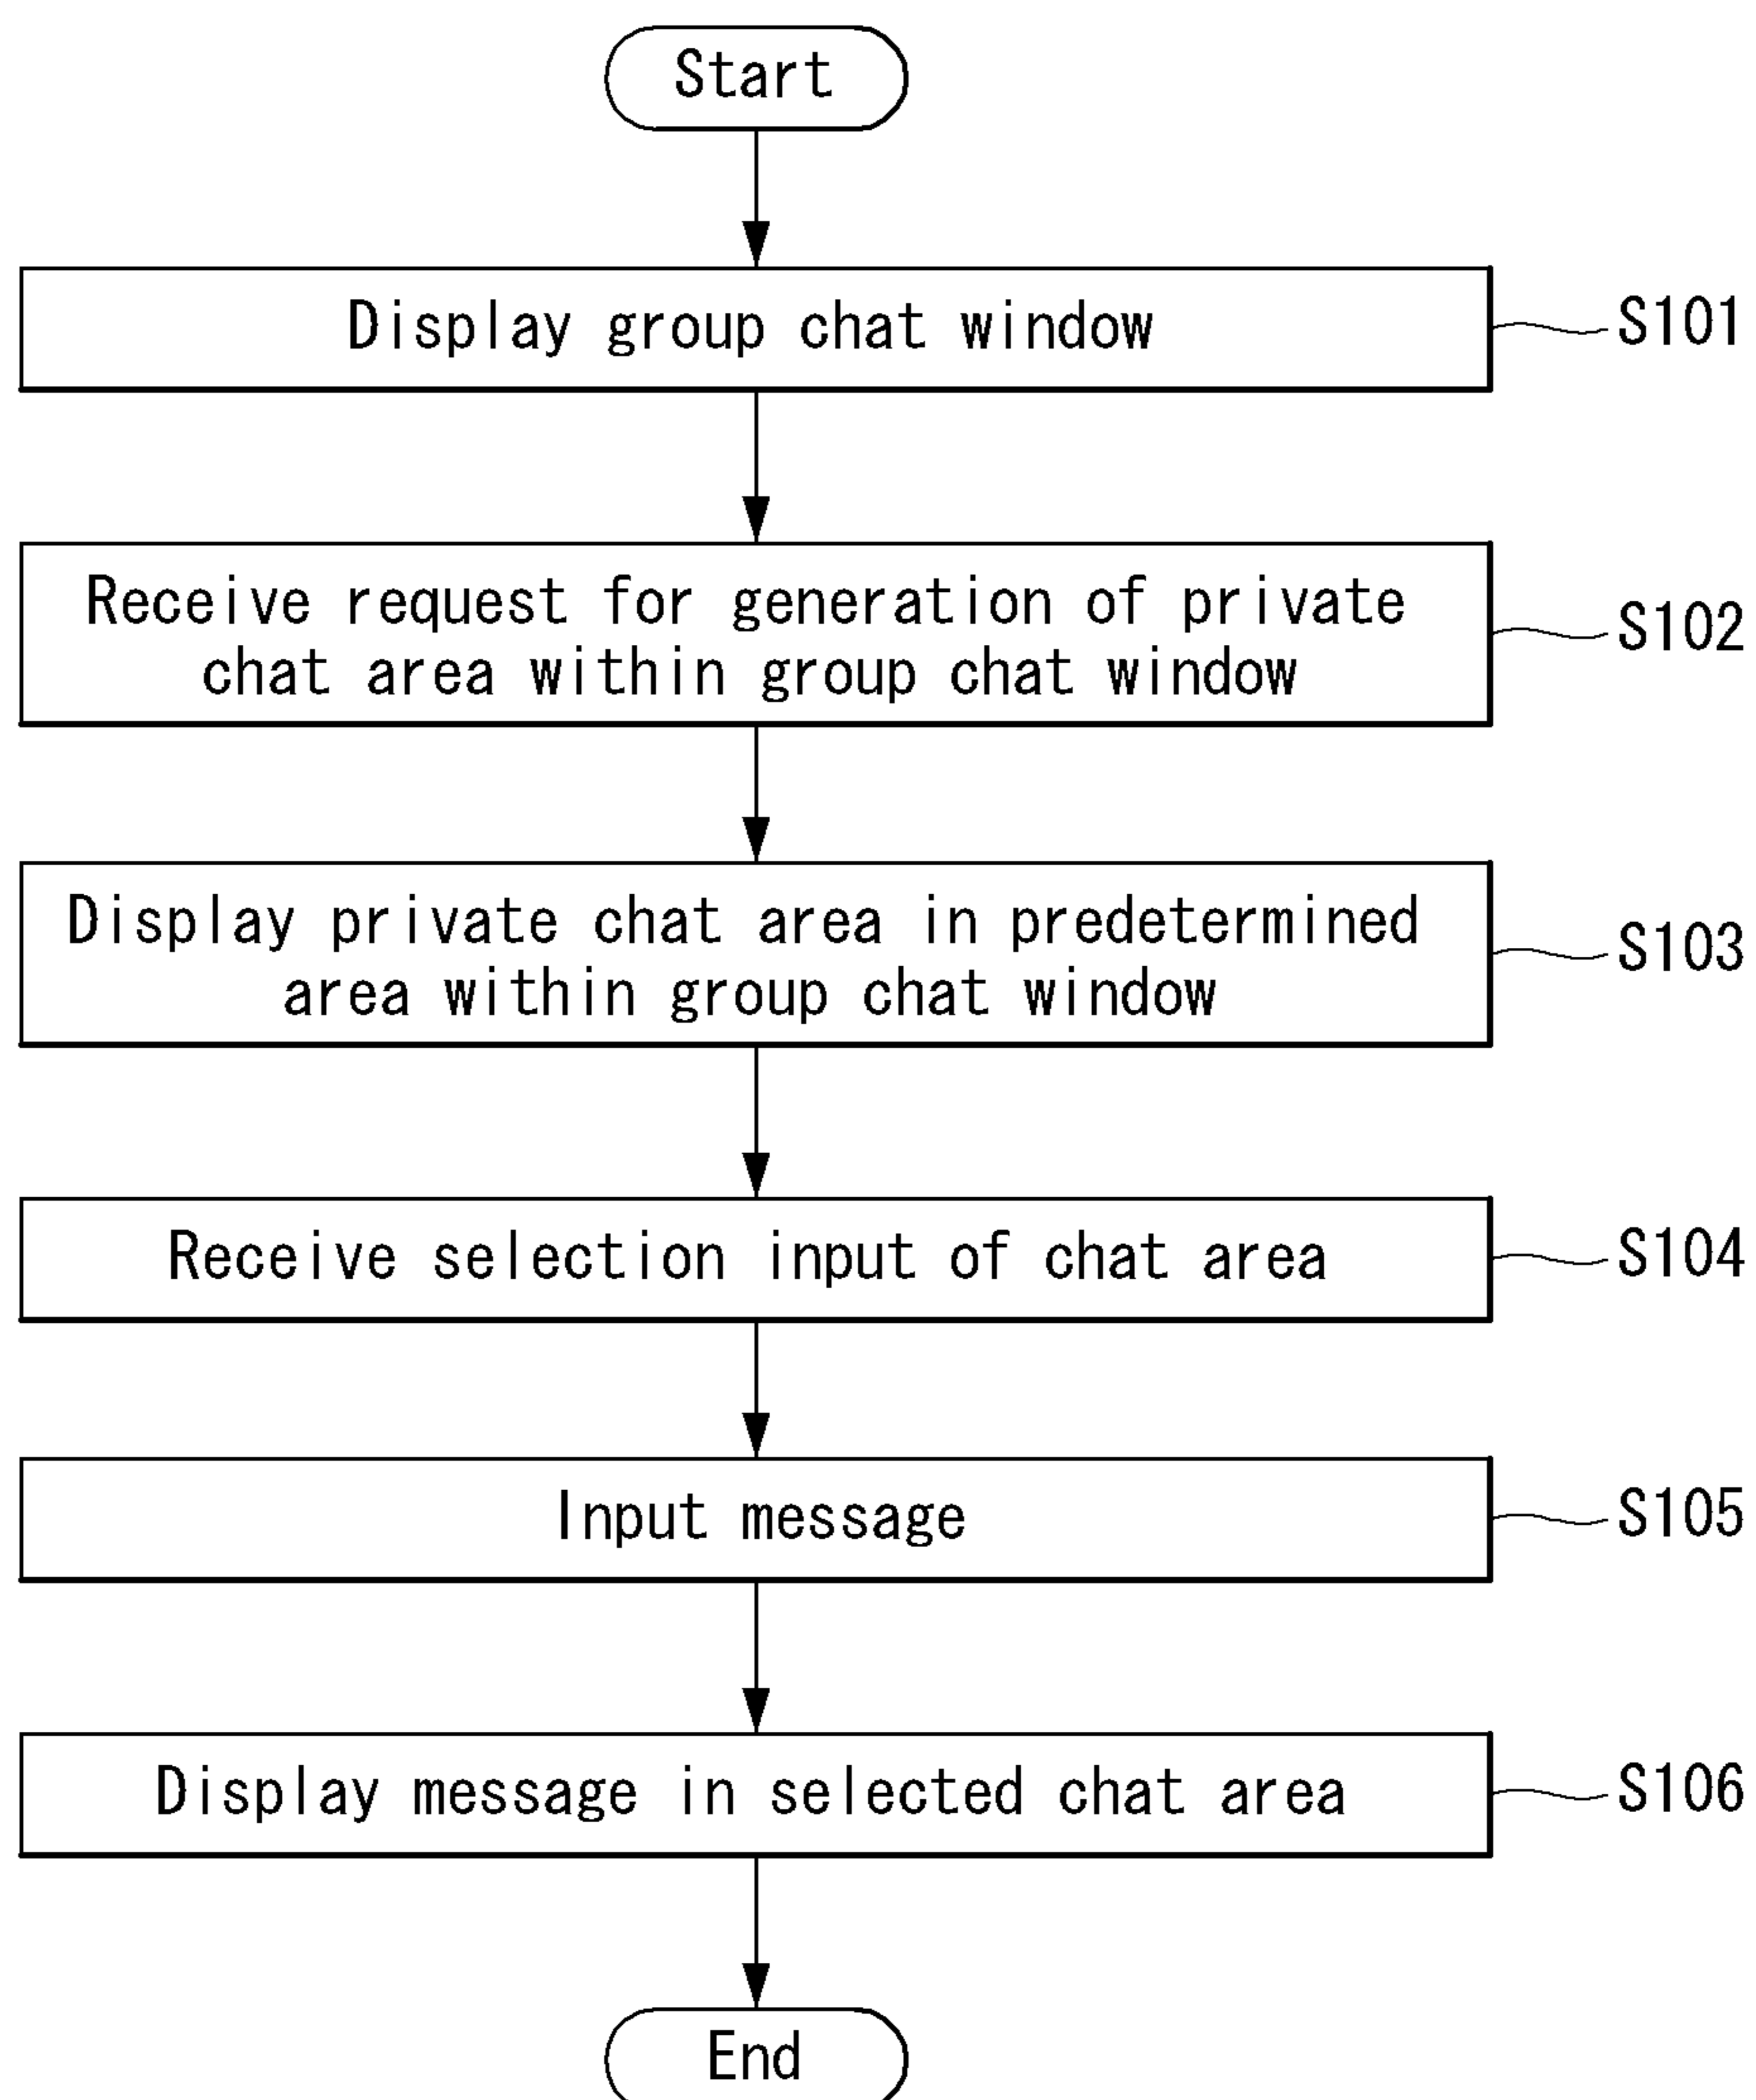 Start
Display group chat window
S101
Receive request for generation of private
chat area within group chat window
S102
Display private chat area in predetermined
area within group chat window
S103
Receive selection input of chat area
S104
Input message
S105
Display message in selected chat area
S106
End